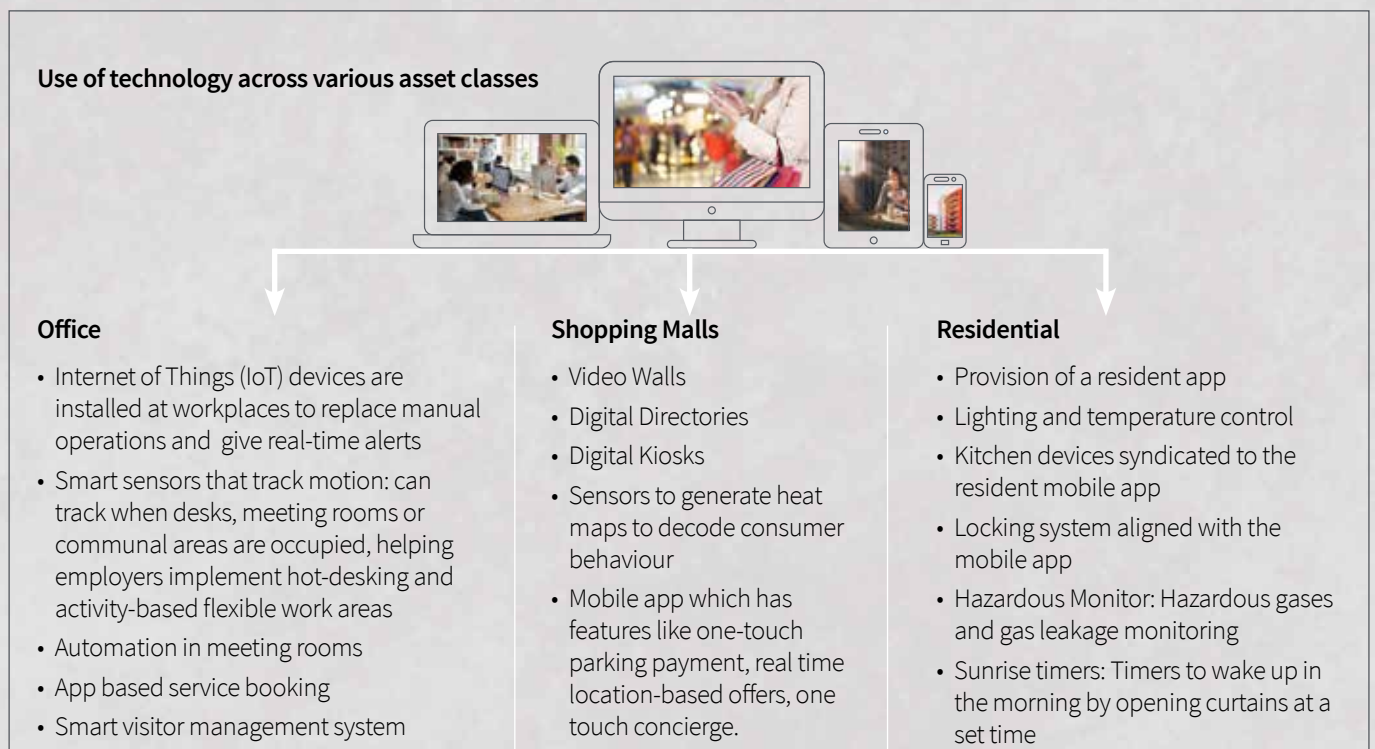 Use of technology across various asset classes
Office
• Internet of Things (IoT) devices are
installed at workplaces to replace manual
operations and  give real-time alerts
• Smart sensors that track motion: can
track when desks, meeting rooms or
communal areas are occupied, helping
employers implement hot-desking and
activity-based flexible work areas
• Automation in meeting rooms
• App based service booking
• Smart visitor management system
Shopping Malls
• Video Walls
• Digital Directories
• Digital Kiosks
• Sensors to generate heat
maps to decode consumer
behaviour
• Mobile app which has
features like one-touch
parking payment, real time
location-based offers, one
touch concierge.
Residential
• Provision of a resident app
• Lighting and temperature control
• Kitchen devices syndicated to the
resident mobile app
• Locking system aligned with the
mobile app
• Hazardous Monitor: Hazardous gases
and gas leakage monitoring
• Sunrise timers: Timers to wake up in
the morning by opening curtains at a
set time